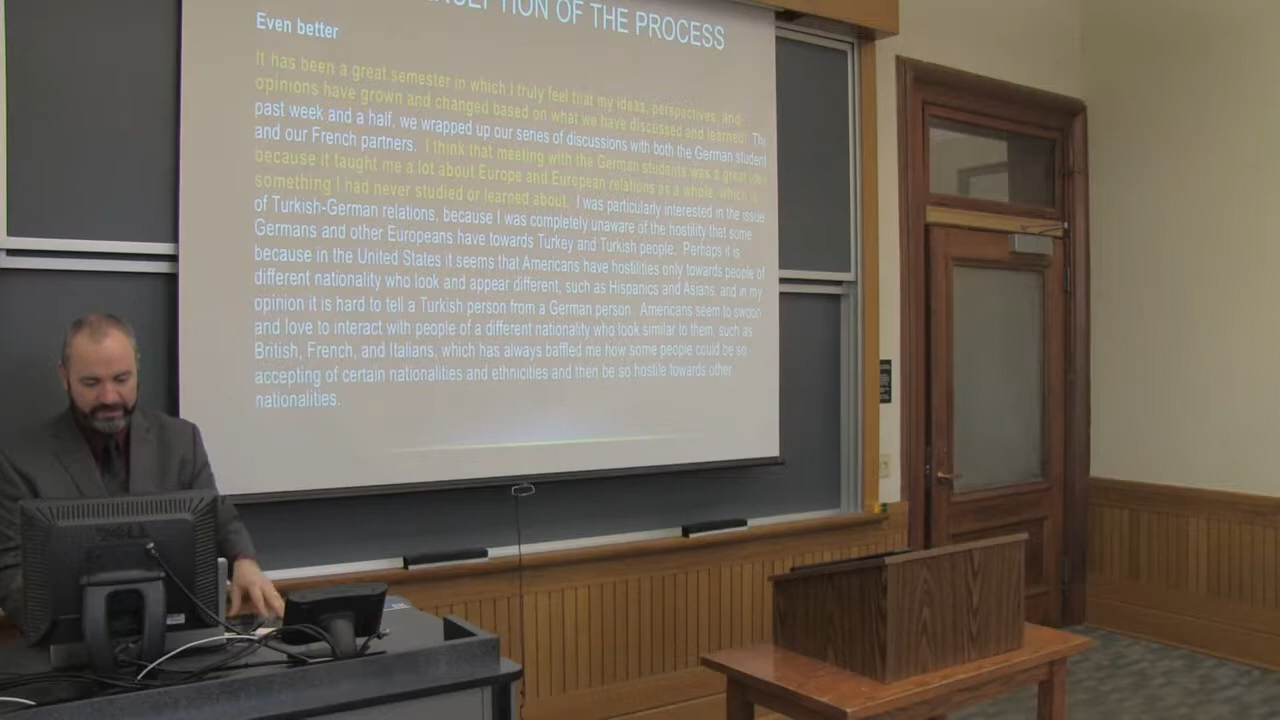 CEPTION OF THE PROCESS
Even better
It has been a great semester in which I truly feel that my ideas, perspectives, and
opinions have grown and changed based on what we have discussed and learned. Th
past week and a half, we wrapped up our series of discussions with both the German student
and our French partners. I think that meeting with the German students was a great ide
because it taught me a lot about Europe and European relations as a whole, which is
something I had never studied or learned about. I was particularly interested in the issue
of Turkish-German relations, because I was completely unaware of the hostility that some
Germans and other Europeans have towards Turkey and Turkish people. Perhaps it is
because in the United States it seems that Americans have hostilities only towards people of
different nationality who look and appear different, such as Hispanics and Asians, and in my
opinion it is hard to tell a Turkish person from a German person. Americans seem to swoon
and love to interact with people of a different nationality who look similar to them, such as
British, French, and Italians, which has always baffled me how some people could be so
accepting of certain nationalities and ethnicities and then be so hostile towards other
nationalities.
DELL